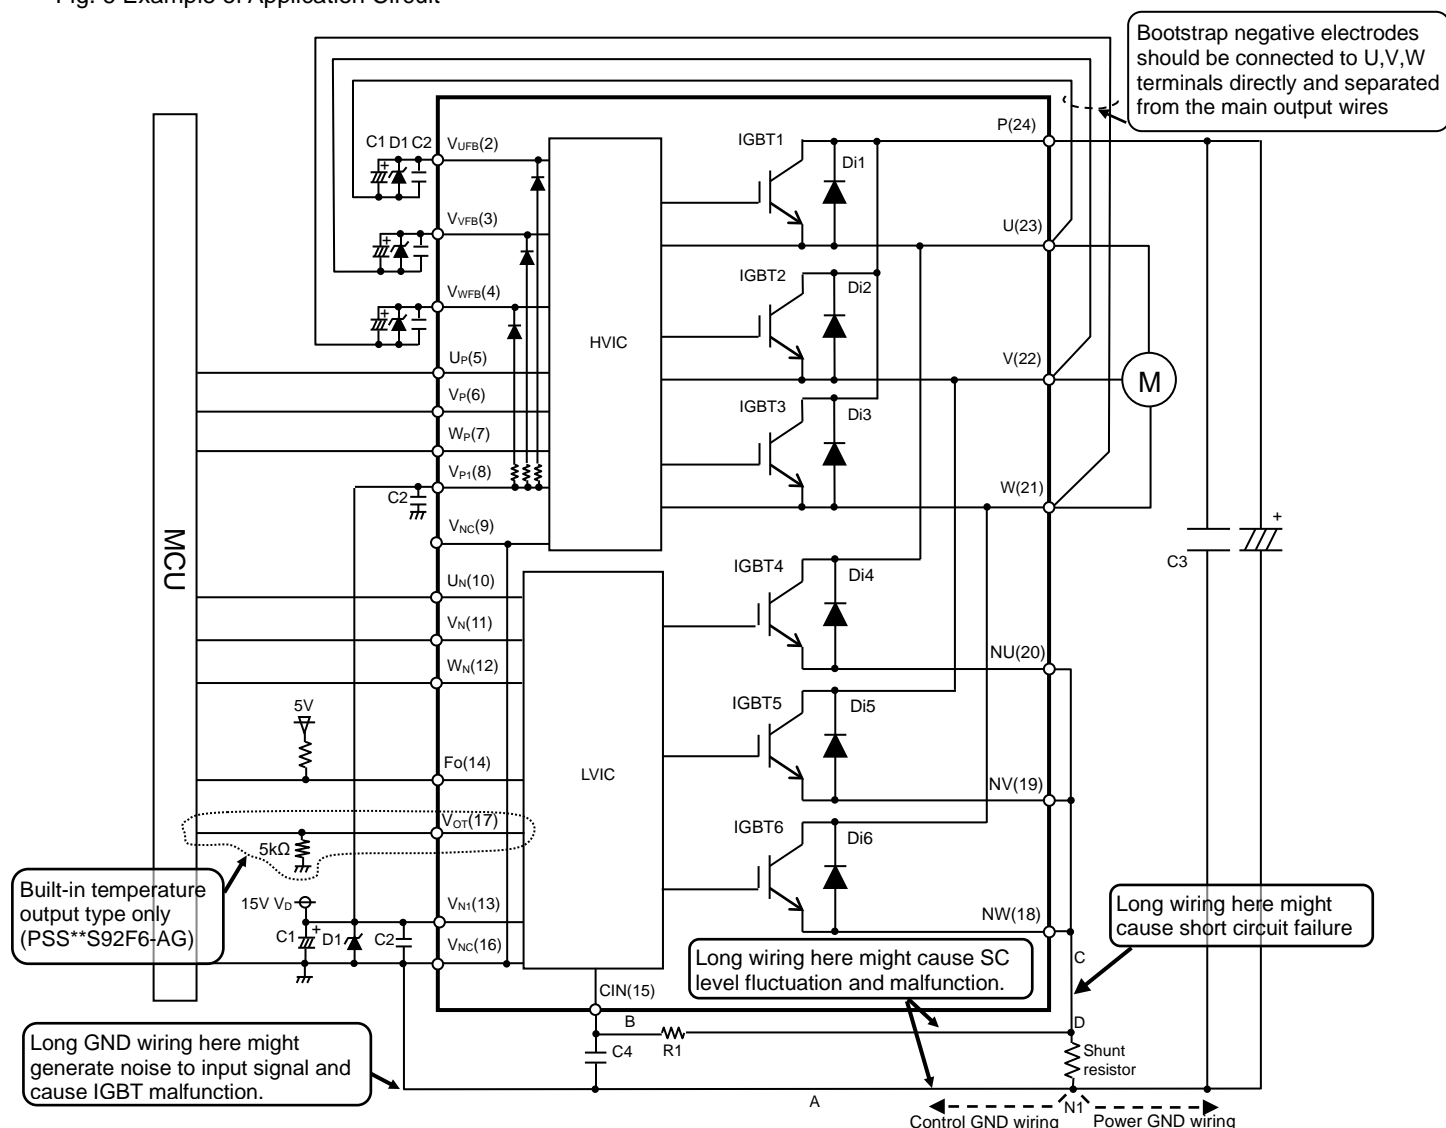 Fig. 8 Example of Application Circuit
Bootstrap negative electrodes
should be connected to U,V,W
terminals directly and separated
from the main output wires
C1 D1 C2
VUFB(2)
VVFB(3)
VWFB(4)
UP(5)
VP(6)
WP(7)
VP1(8)
C2
VNC(9)
UN(10)
VN(11)
WN(12)
5V
Fo(14)
VOT(17)
5kΩ
15V VD
VN1(13)
C1
+
D1
C2
VNC(16)
CIN(15)
MCU
HVIC
LVIC
IGBT1
Di1
IGBT2
Di2
IGBT3
Di3
IGBT4
Di4
IGBT5
Di5
IGBT6
Di6
P(24)
U(23)
V(22)
W(21)
NU(20)
NV(19)
NW(18)
M
C3
+
Built-in temperature
output type only
(PSS**S92F6-AG)
Long wiring here might
cause short circuit failure
Long wiring here might cause SC
level fluctuation and malfunction.
Long GND wiring here might
generate noise to input signal and
cause IGBT malfunction.
B
R1
C4
C
D
Shunt
resistor
A
N1
Control GND wiring
Power GND wiring